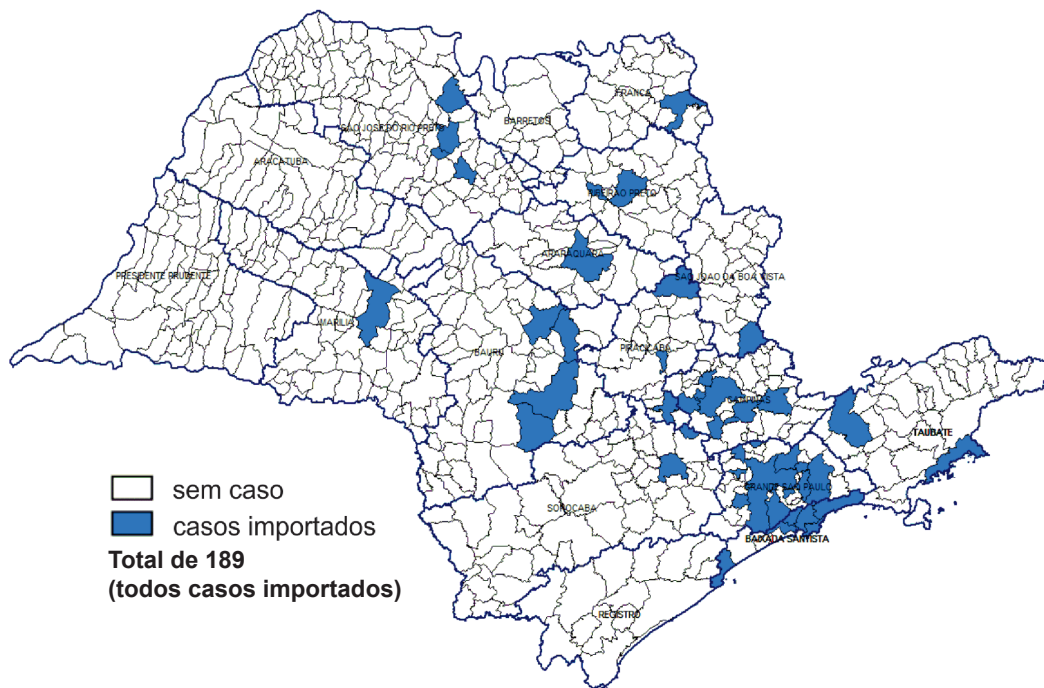 FRANCA
BARRETOS
SAO JOSE DO RIO PRETO
ARACATUBA
RIBEIRÃO PRETO
ARARAQUARA
PRESIDENTE PRUDENTE
SAO JOAO DA BOA VISTA
MARILIA
BAURU
PIRACICABA
CAMPINAS
TAUBATE
sem caso
GRANDE SAO PAULO
SOROCABA
casos importados
BAIXADA SANTISTA
Total de 189
(todos casos importados)
REGISTRO